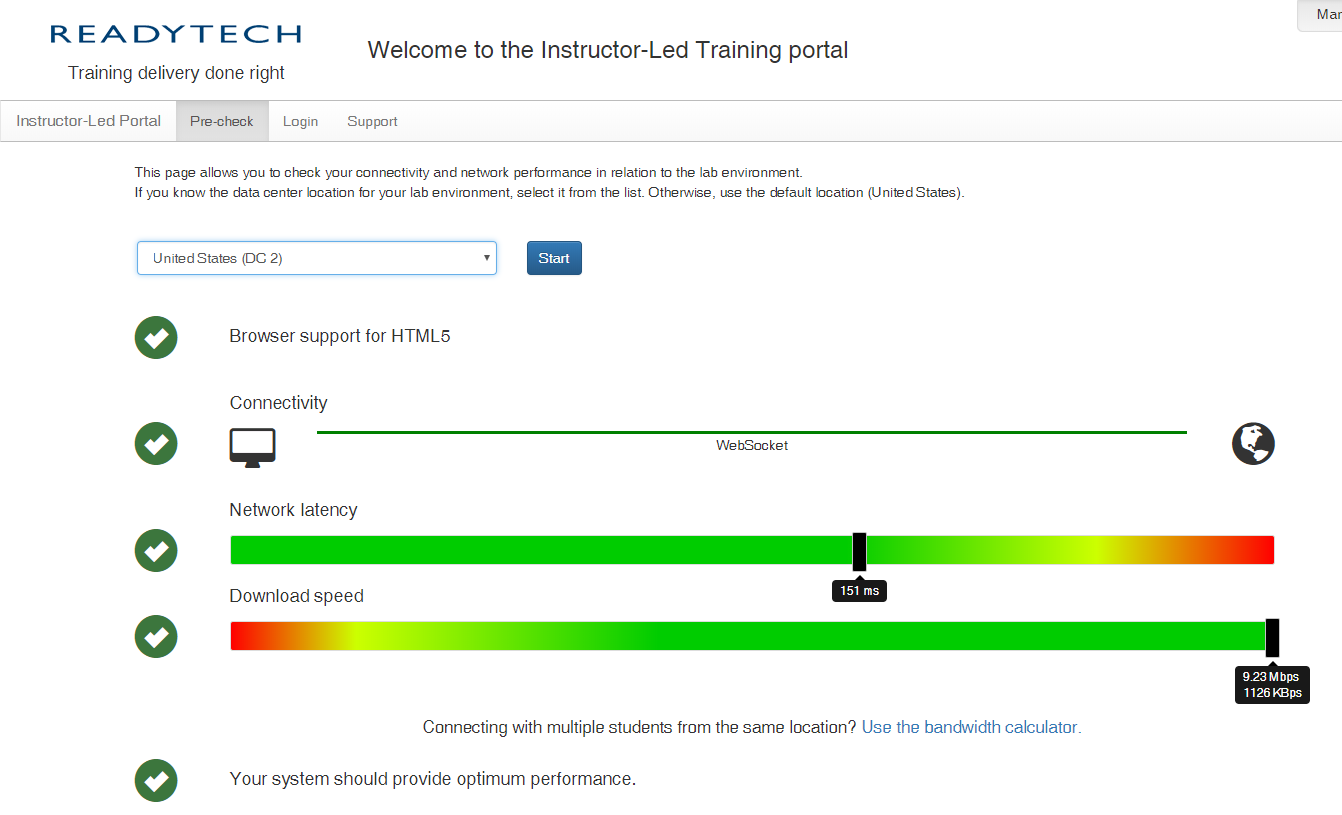 READYTECH
Training delivery done right
Welcome to the Instructor-Led Training portal
Instructor-Led Portal
Pre-check
Login
Support
This page allows you to check your connectivity and network performance in relation to the lab environment.
If you know the data center location for your lab environment, select it from the list. Otherwise, use the default location (United States).
United States (DC 2)
Start
Browser support for HTML5
Connectivity
WebSocket
Network latency
151 ms
Download speed
9.23 Mbps
1126 KBps
Connecting with multiple students from the same location? Use the bandwidth calculator.
Your system should provide optimum performance.